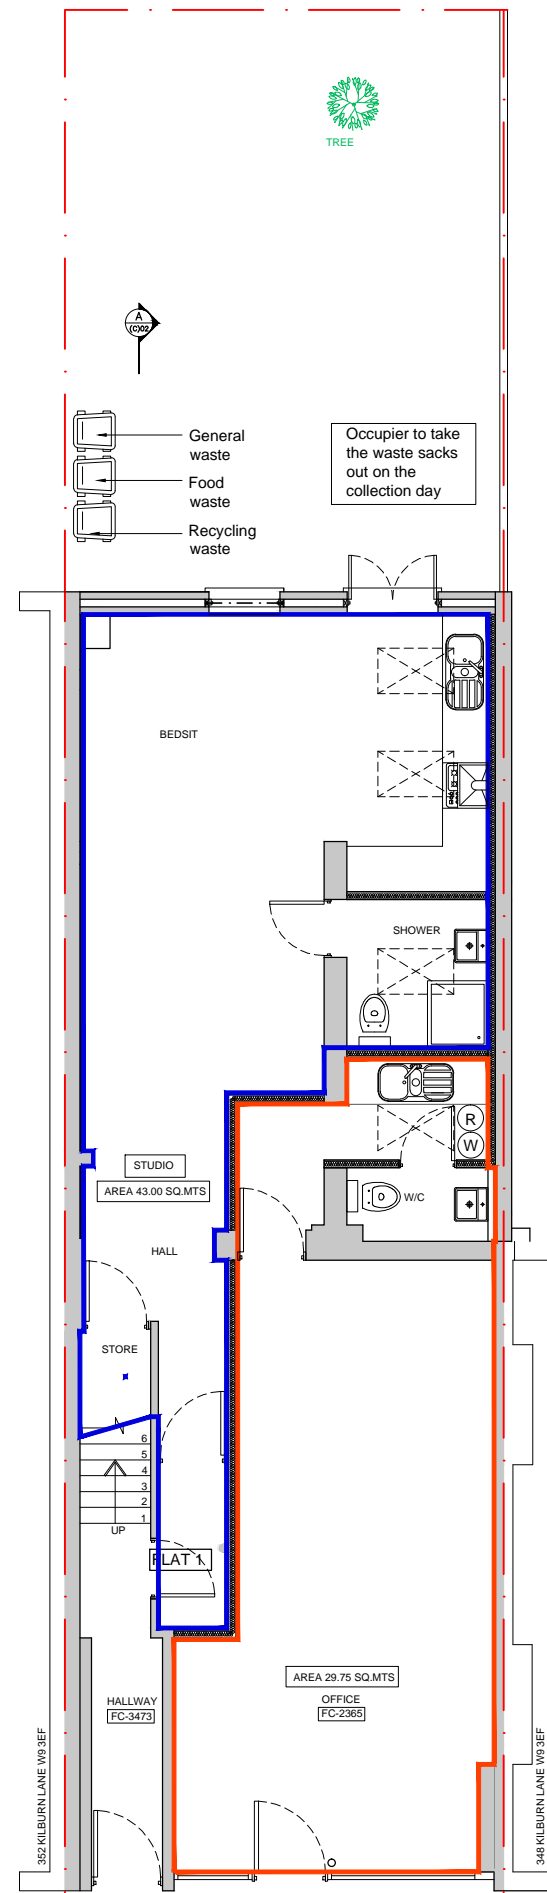 TREE
A
(C)02
General
waste
Food
waste
Recycling
waste
Occupier to take
the waste sacks
out on the
collection day
BEDSIT
SHOWER
R
W
W/C
STUDIO
AREA 43.00 SQ.MTS
HALL
STORE
6
5
4
3
2
1
UP
FLAT 1
AREA 29.75 SQ.MTS
OFFICE
FC-2365
HALLWAY
FC-3473
352 KILBURN LANE W9 3EF
348 KILBURN LANE W9 3EF